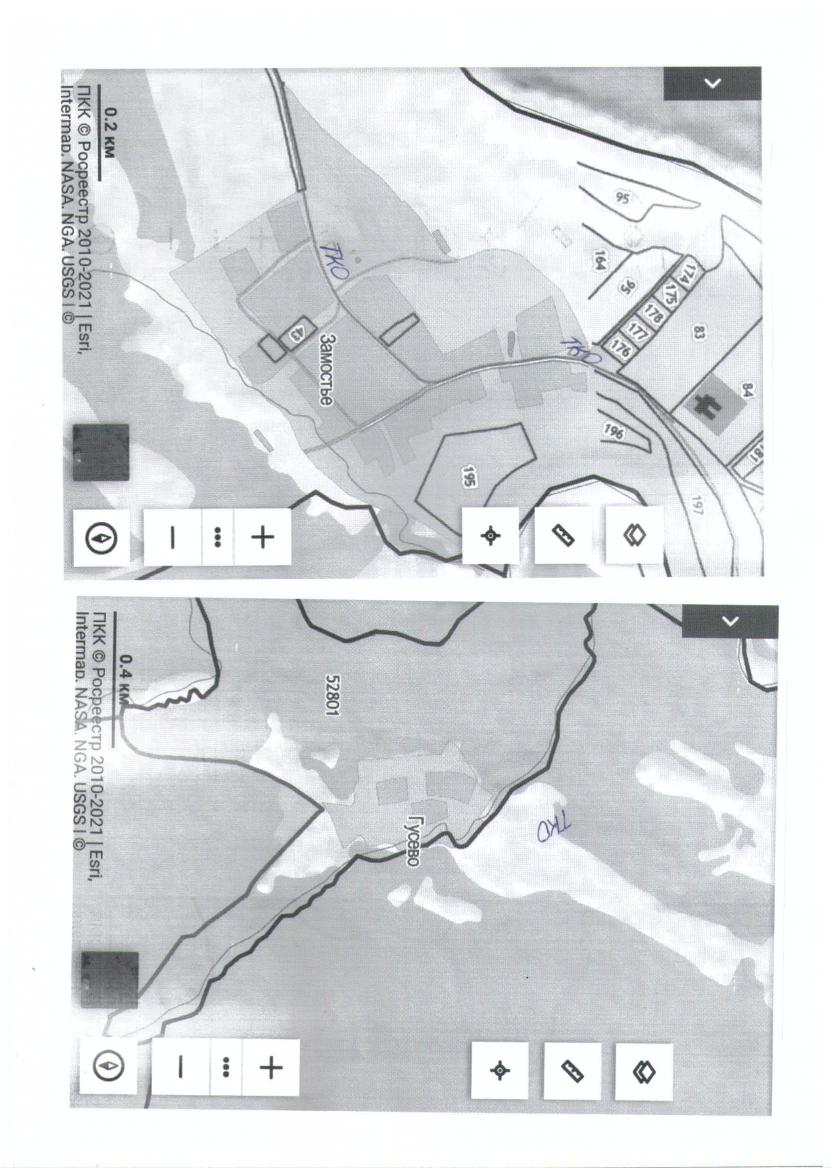 95
164
95
174
175
178
177
176
83
84
181
196
197
195
43
ТКО
ТКО
Замостье
0.2 км
ПКК © Росреестр 2010-2021 | Esri,
Intermap, NASA, NGA, USGS | ©
52801
Гусево
ТКО
0.4 км
ПКК © Росреестр 2010-2021 | Esri,
Intermap, NASA, NGA, USGS | ©